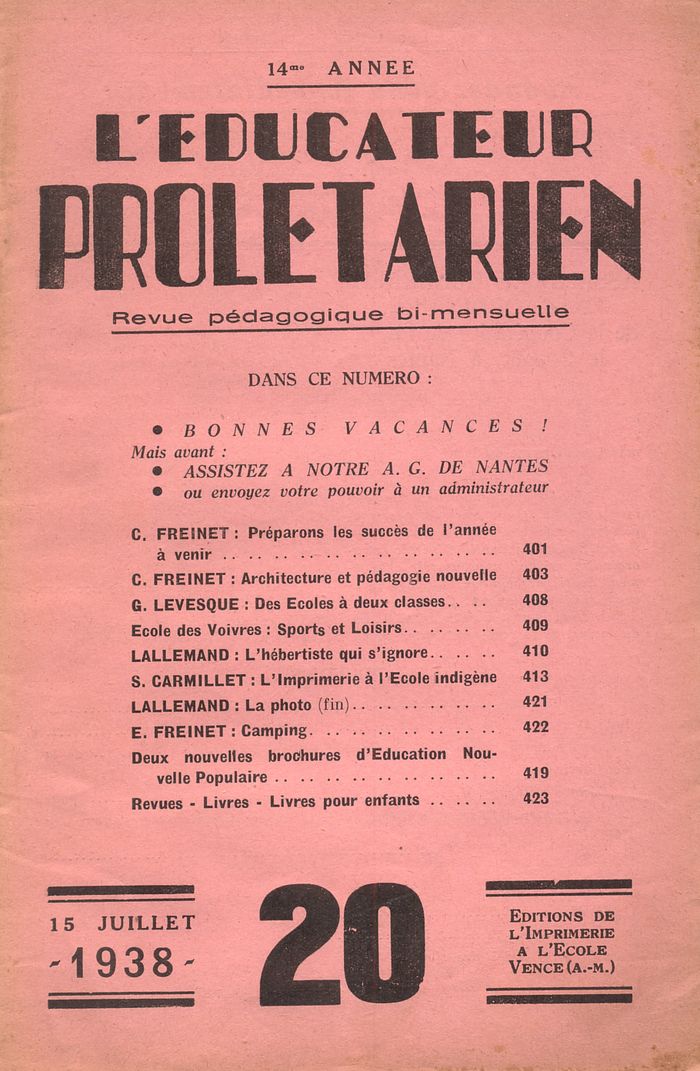 14me ANNEE
L'EDUCATEUR
PROLETARIEN
Revue pédagogique bi-mensuelle
DANS CE NUMERO :
● BONNES VACANCES !
Mais avant :
● ASSISTEZ A NOTRE A. G. DE NANTES
● ou envoyez votre pouvoir à un administrateur
C. FREINET : Préparons les succès de l'année
à venir .. .. .. .. .. .. .. .. .. .. 401
C. FREINET : Architecture et pédagogie nouvelle 403
G. LEVESQUE : Des Ecoles à deux classes.. .. 408
Ecole des Voivres : Sports et Loisirs.. .. .. .. 409
LALLEMAND : L'hébertiste qui s'ignore.. .. .. 410
S. CARMILLET : L'Imprimerie à l'Ecole indigène 413
LALLEMAND : La photo (fin).. .. .. .. .. .. 421
E. FREINET : Camping. .. .. .. .. .. .. .. 422
Deux nouvelles brochures d'Education Nou-
velle Populaire .. .. .. .. .. .. .. .. 419
Revues - Livres - Livres pour enfants .. .. .. 423
15 JUILLET
- 1938 -
20
EDITIONS DE
L'IMPRIMERIE
A L'ECOLE
VENCE (A.-M.)